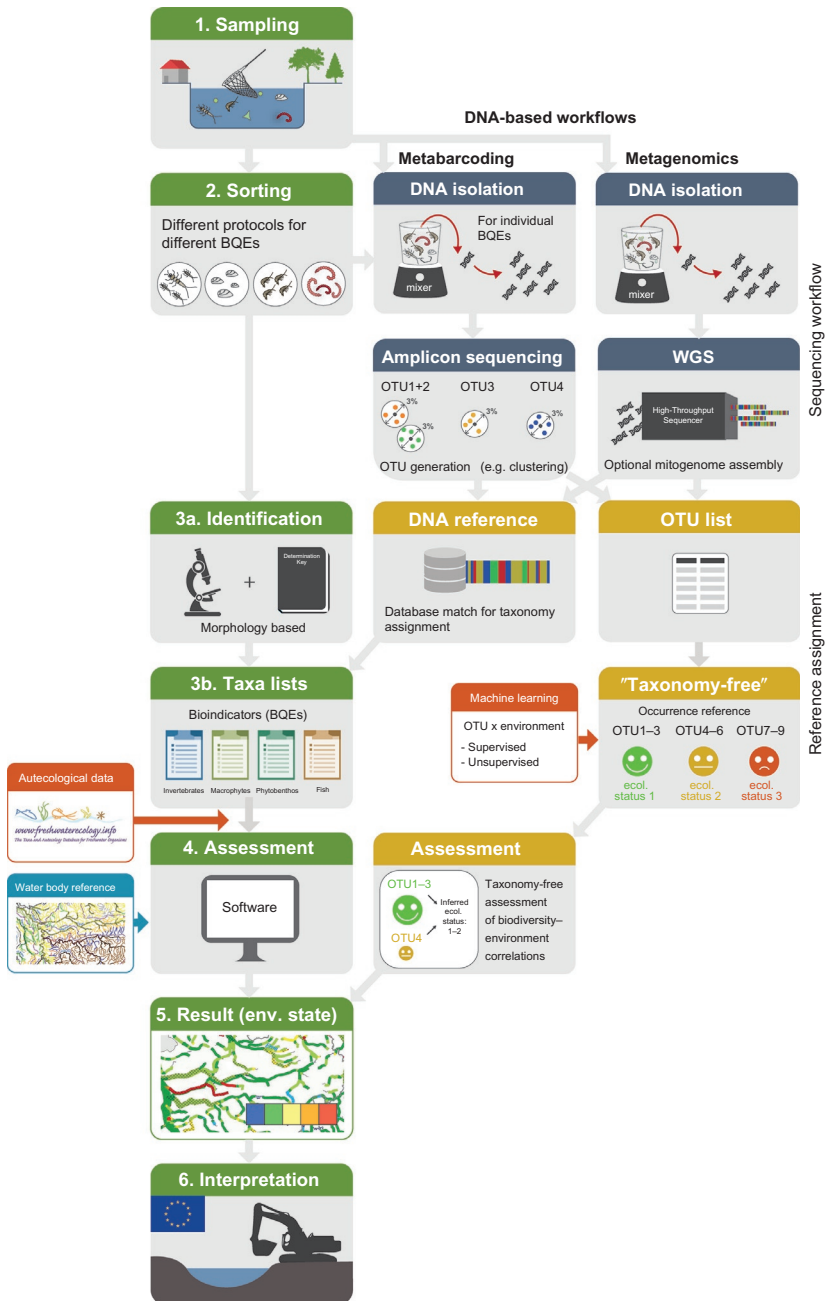 1. Sampling
DNA-based workflows
Metabarcoding
Metagenomics
2. Sorting
Different protocols for
different BQEs
DNA isolation
For individual
BQEs
mixer
DNA isolation
mixer
Sequencing workflow
Amplicon sequencing
OTU1+2
OTU3
OTU4
3%
3%
3%
3%
OTU generation (e.g. clustering)
WGS
High-Throughput
Sequencer
Optional mitogenome assembly
3a. Identification
Determination
Key
+
Morphology based
DNA reference
Database match for taxonomy
assignment
OTU list
Reference assignment
3b. Taxa lists
Bioindicators (BQEs)
Invertebrates
Macrophytes
Phytobenthos
Fish
Machine learning
OTU x environment
- Supervised
- Unsupervised
"Taxonomy-free"
Occurrence reference
OTU1–3
OTU4–6
OTU7–9
ecol.
status 1
ecol.
status 2
ecol.
status 3
Autecological data
www.freshwaterecology.info
The Taxa and Autecology Database for Freshwater Organisms
Water body reference
4. Assessment
Software
Assessment
OTU1–3
OTU4
Inferred
ecol.
status:
1–2
Taxonomy-free
assessment
of biodiversity–
environment
correlations
5. Result (env. state)
6. Interpretation